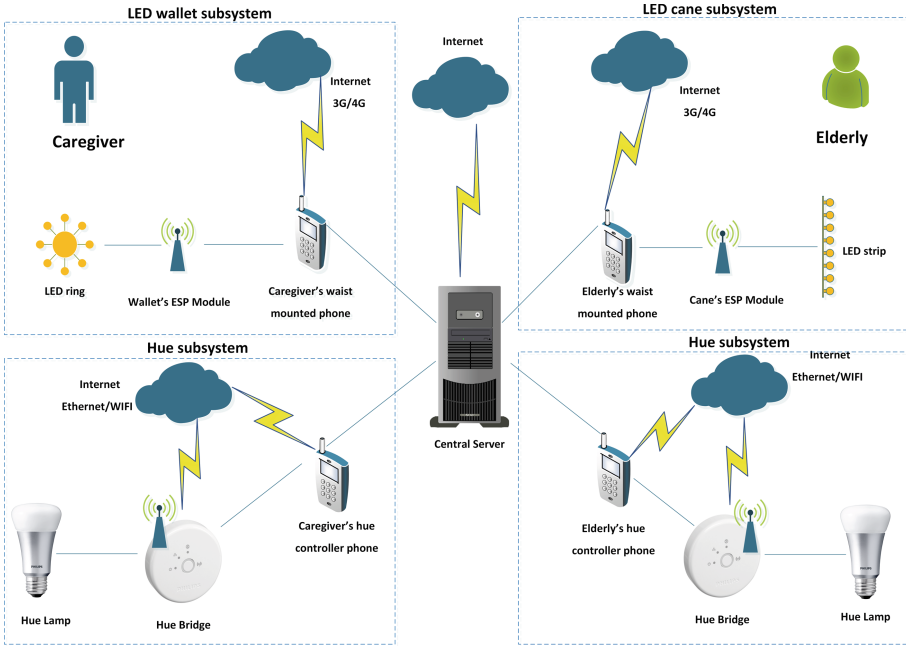 LED wallet subsystem
Caregiver
Internet
3G/4G
LED ring
Wallet's ESP Module
Caregiver's waist
mounted phone
Internet
Central Server
LED cane subsystem
Internet
3G/4G
Elderly
Elderly's waist
mounted phone
Cane's ESP Module
LED strip
Hue subsystem
Internet
Ethernet/WIFI
Caregiver's hue
controller phone
PHILIPS
Hue Lamp
Hue Bridge
Hue subsystem
Internet
Ethernet/WIFI
Elderly's hue
controller phone
Hue Bridge
PHILIPS
Hue Lamp